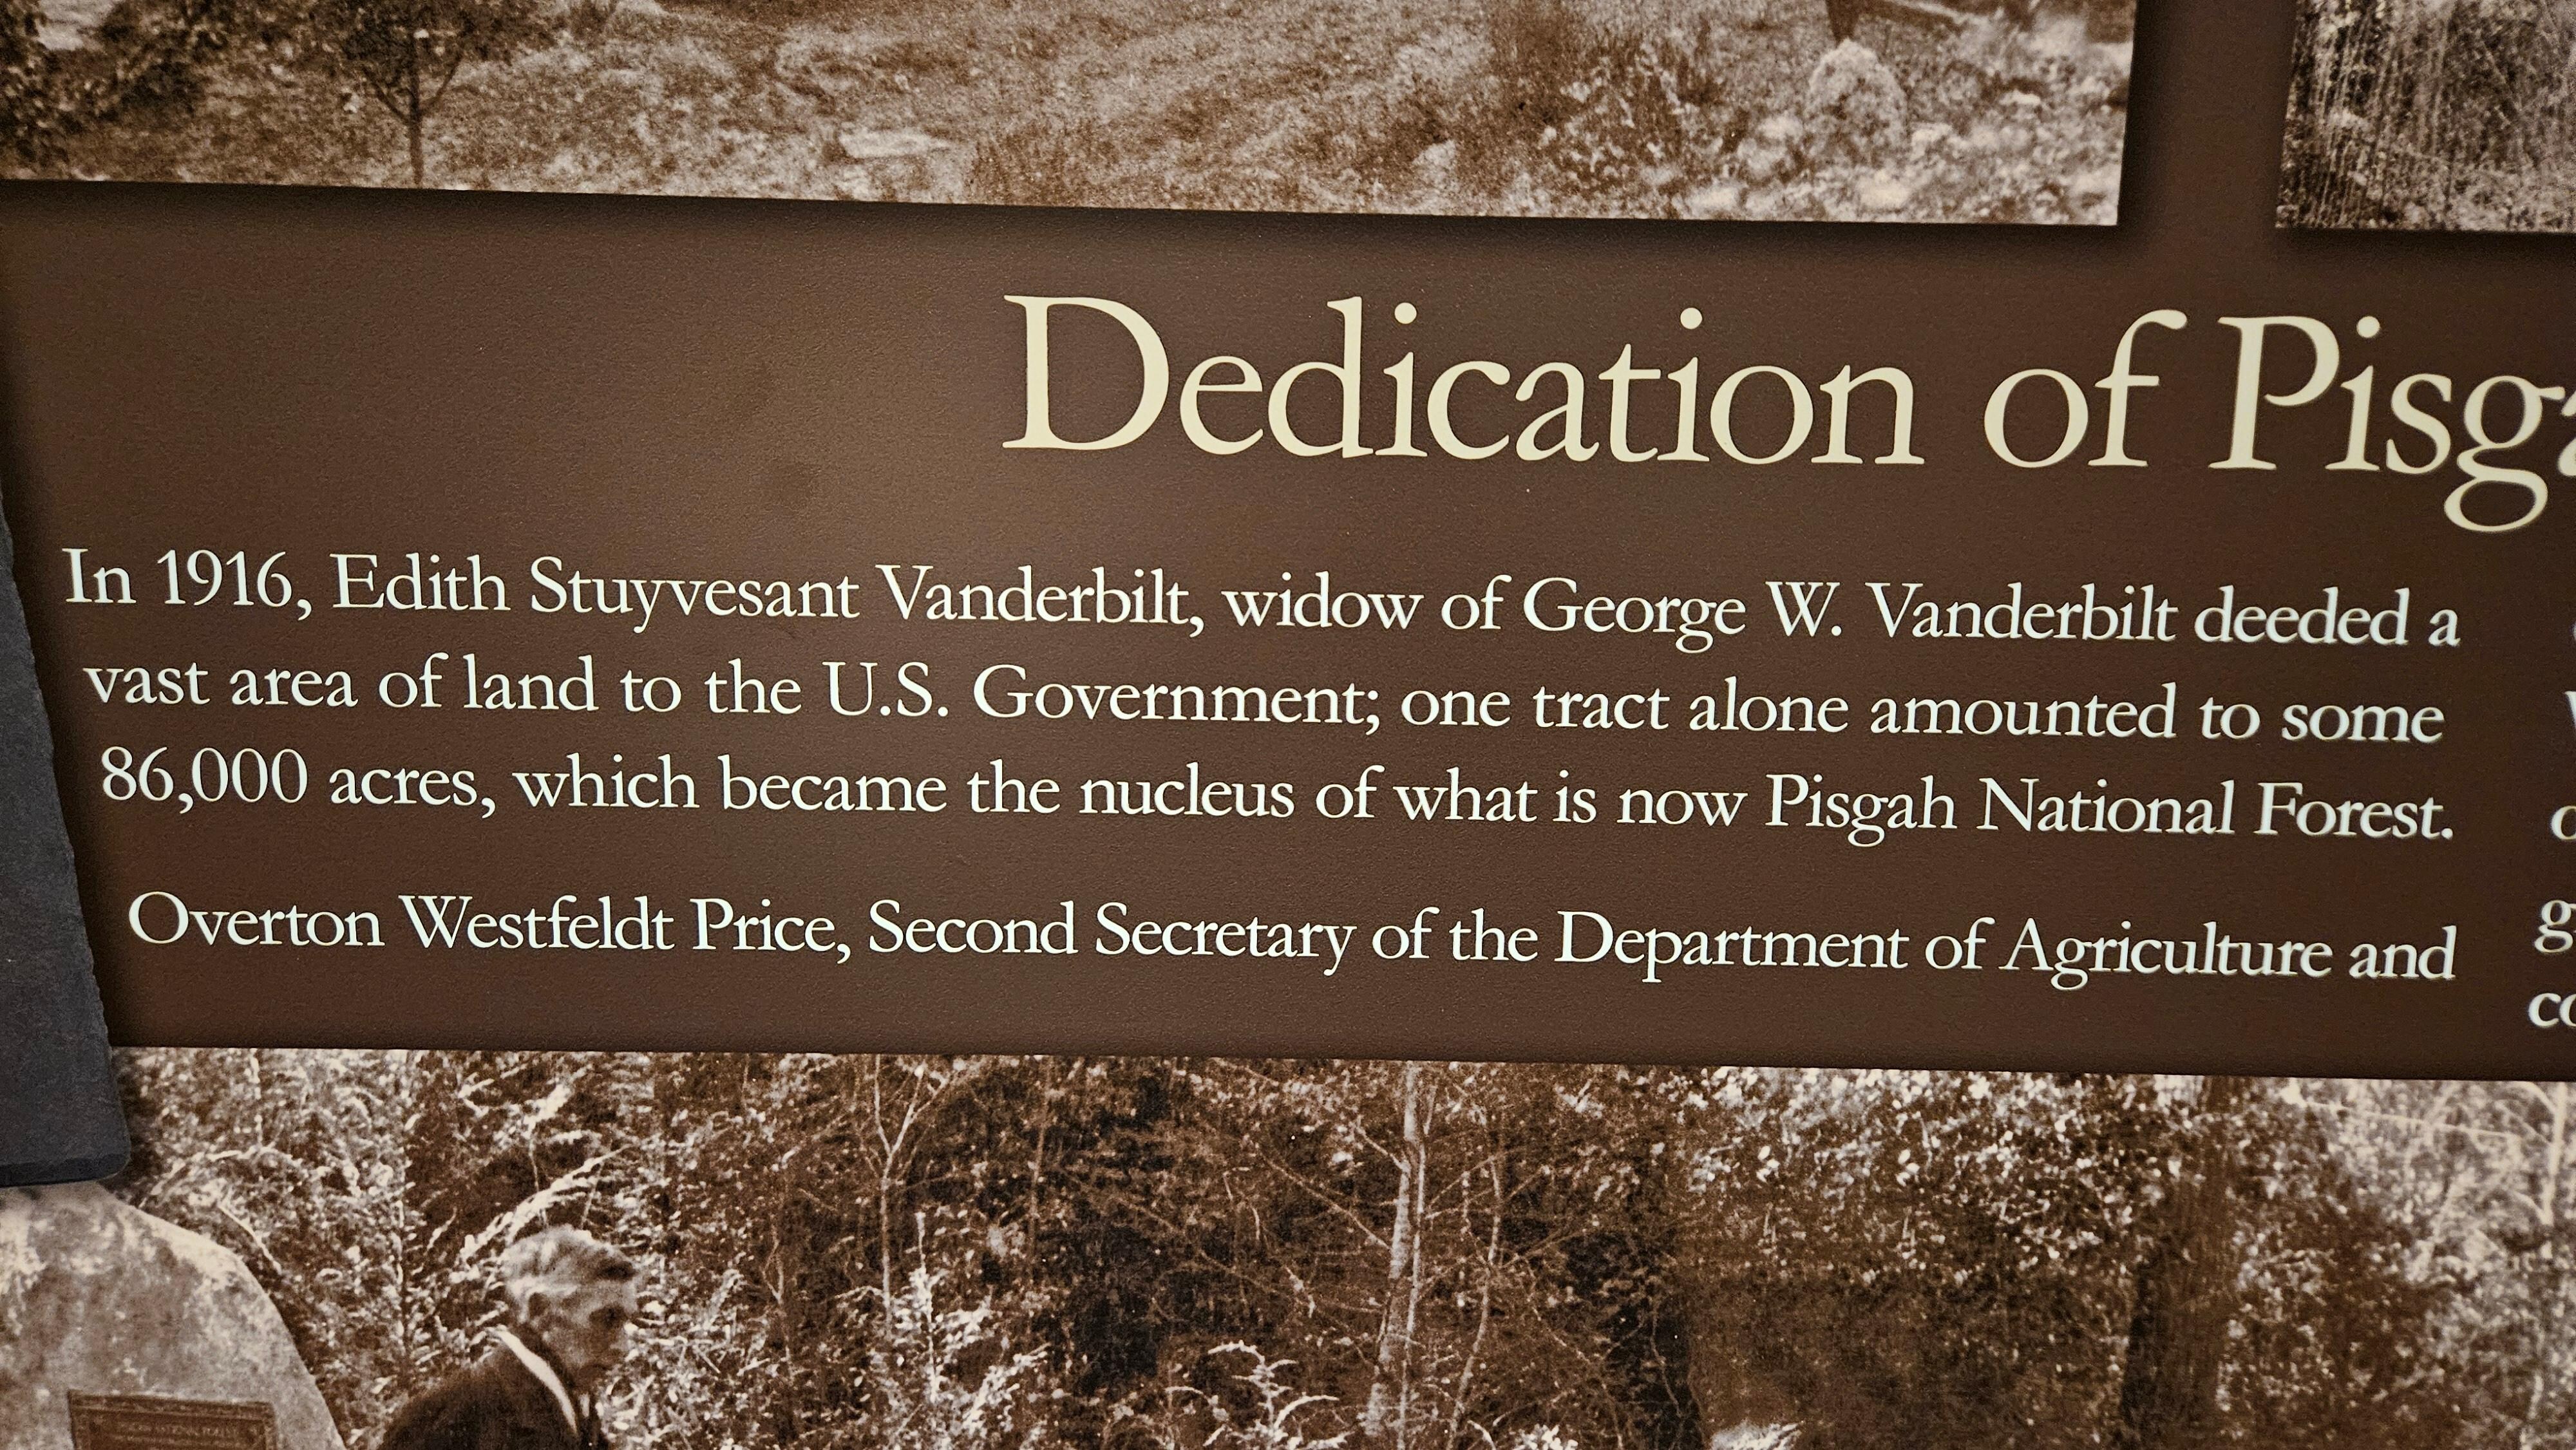 Dedication of
In 1916, Edith Stuyvesant Vanderbilt, widow of George W. Vanderbilt deeded a
vast area of land to the U.S. Government; one tract alone amounted to some
86,000 acres, which became the nucleus of what is now Pisgah National Forest.
Overton Westfeldt Price, Second Secretary of the Department of Agriculture and